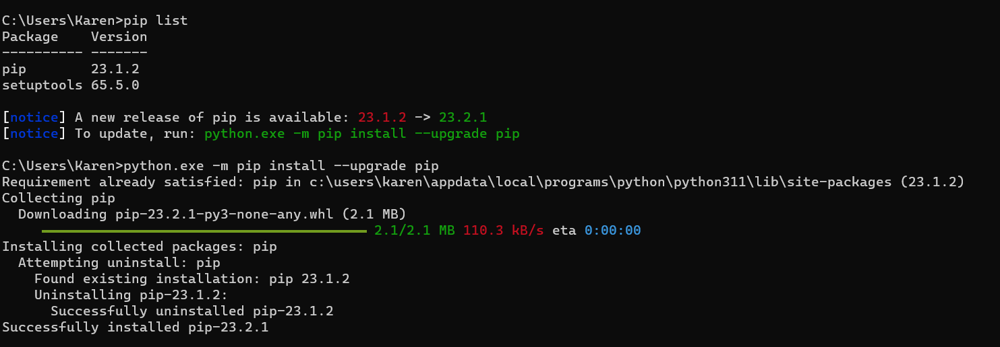 C:\Users\Karen>pip list
Package    Version
---------- -------
pip        23.1.2
setuptools 65.5.0
[notice] A new release of pip is available: 23.1.2 -> 23.2.1
[notice] To update, run: python.exe -m pip install --upgrade pip
C:\Users\Karen>python.exe -m pip install --upgrade pip
Requirement already satisfied: pip in c:\users\karen\appdata\local\programs\python\python311\lib\site-packages (23.1.2)
Collecting pip
  Downloading pip-23.2.1-py3-none-any.whl (2.1 MB)
2.1/2.1 MB 110.3 kB/s eta 0:00:00
Installing collected packages: pip
  Attempting uninstall: pip
    Found existing installation: pip 23.1.2
    Uninstalling pip-23.1.2:
      Successfully uninstalled pip-23.1.2
Successfully installed pip-23.2.1